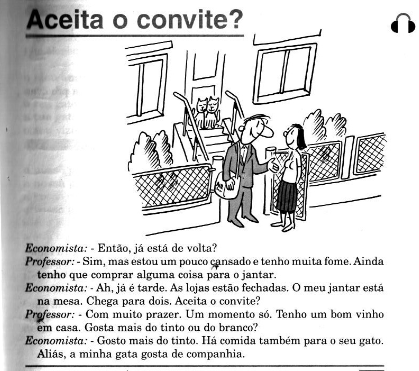 Aceita o convite?
Economista: - Então, já está de volta?
Professor: - Sim, mas estou um pouco cansado e tenho muita fome. Ainda
tenho que comprar alguma coisa para o jantar.
Economista: - Ah, já é tarde. As lojas estão fechadas. O meu jantar está
na mesa. Chega para dois. Aceita o convite?
Professor: - Com muito prazer. Um momento só. Tenho um bom vinho
em casa. Gosta mais do tinto ou do branco?
Economista: - Gosto mais do tinto. Há comida também para o seu gato.
Aliás, a minha gata gosta de companhia.